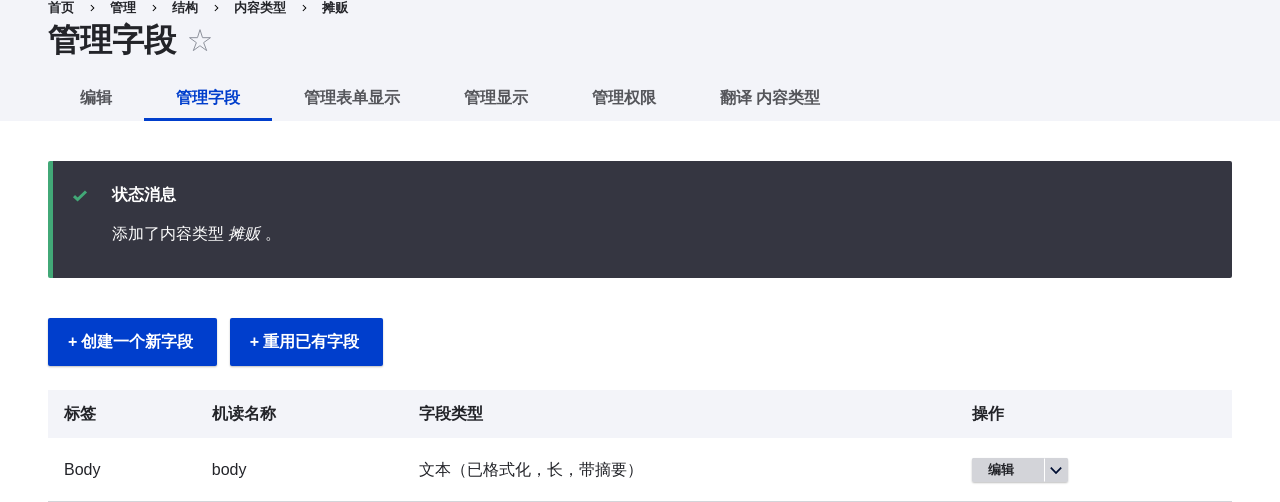 首页 › 管理 › 结构 › 内容类型 › 摊贩
管理字段 ☆
编辑 管理字段 管理表单显示 管理显示 管理权限 翻译 内容类型
状态消息
添加了内容类型 摊贩 。
+ 创建一个新字段 + 重用已有字段
标签 机读名称 字段类型 操作
Body body 文本（已格式化，长，带摘要） 编辑